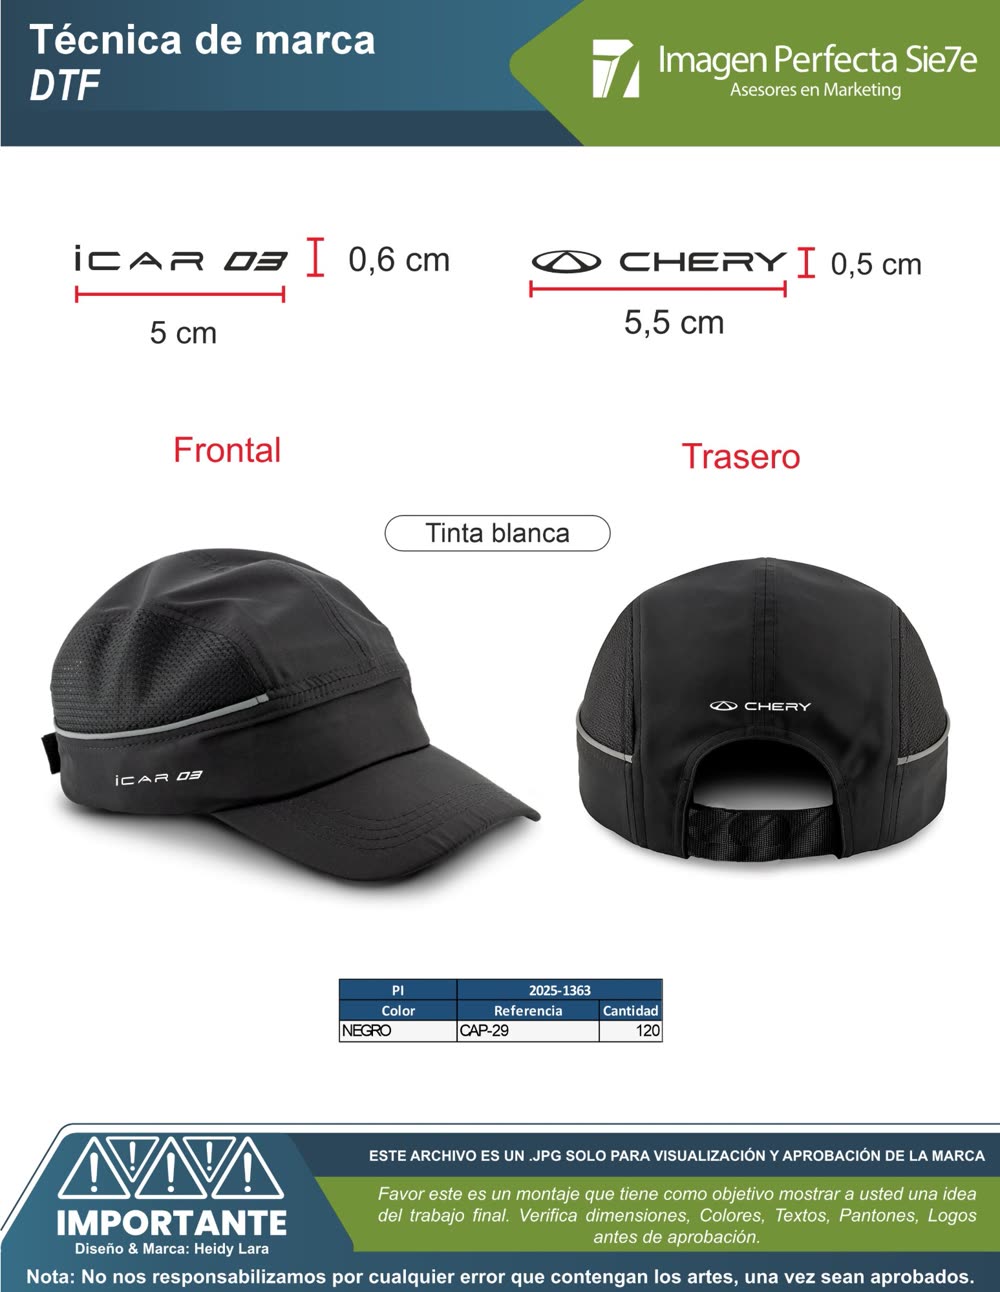 Técnica de marca
DTF
Imagen Perfecta Sie7e
Asesores en Marketing
iCAR 03
0,6 cm
5 cm
CHERY
0,5 cm
5,5 cm
Frontal
Trasero
Tinta blanca
iCAR 03
CHERY
PI 2025-1363
Color Referencia Cantidad
NEGRO CAP-29 120
IMPORTANTE
Diseño & Marca: Heidy Lara
ESTE ARCHIVO ES UN .JPG SOLO PARA VISUALIZACIÓN Y APROBACIÓN DE LA MARCA
Favor este es un montaje que tiene como objetivo mostrar a usted una idea
del trabajo final. Verifica dimensiones, Colores, Textos, Pantones, Logos
antes de aprobación.
Nota: No nos responsabilizamos por cualquier error que contengan los artes, una vez sean aprobados.